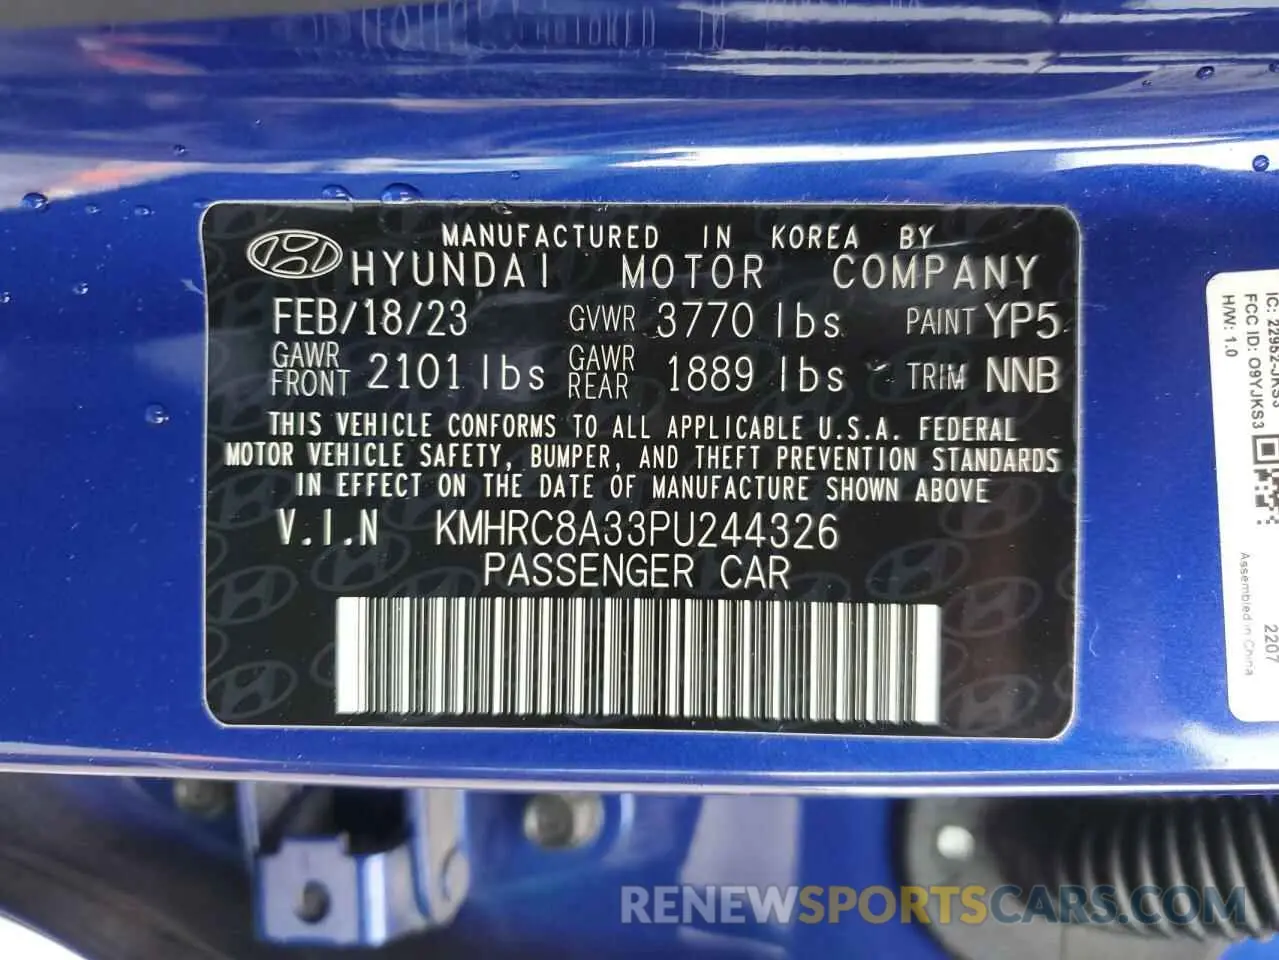 MANUFACTURED IN KOREA BY
HYUNDAI MOTOR COMPANY
FEB/18/23 GVWR 3770 lbs PAINT YP5
GAWR FRONT 2101 lbs GAWR REAR 1889 lbs TRIM NNB
THIS VEHICLE CONFORMS TO ALL APPLICABLE U.S.A. FEDERAL
MOTOR VEHICLE SAFETY, BUMPER, AND THEFT PREVENTION STANDARDS
IN EFFECT ON THE DATE OF MANUFACTURE SHOWN ABOVE
V.I.N KMHRC8A33PU244326
PASSENGER CAR
IC:
FCC ID: O9YJKS3
H/W: 1.0
2207
Assembled in China
RENEWSPORTSCARS.COM